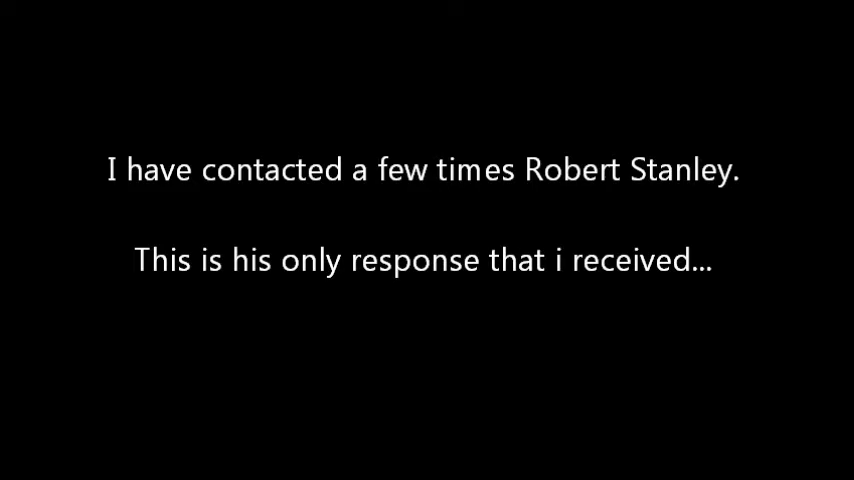 I have contacted a few times Robert Stanley.
This is his only response that i received...